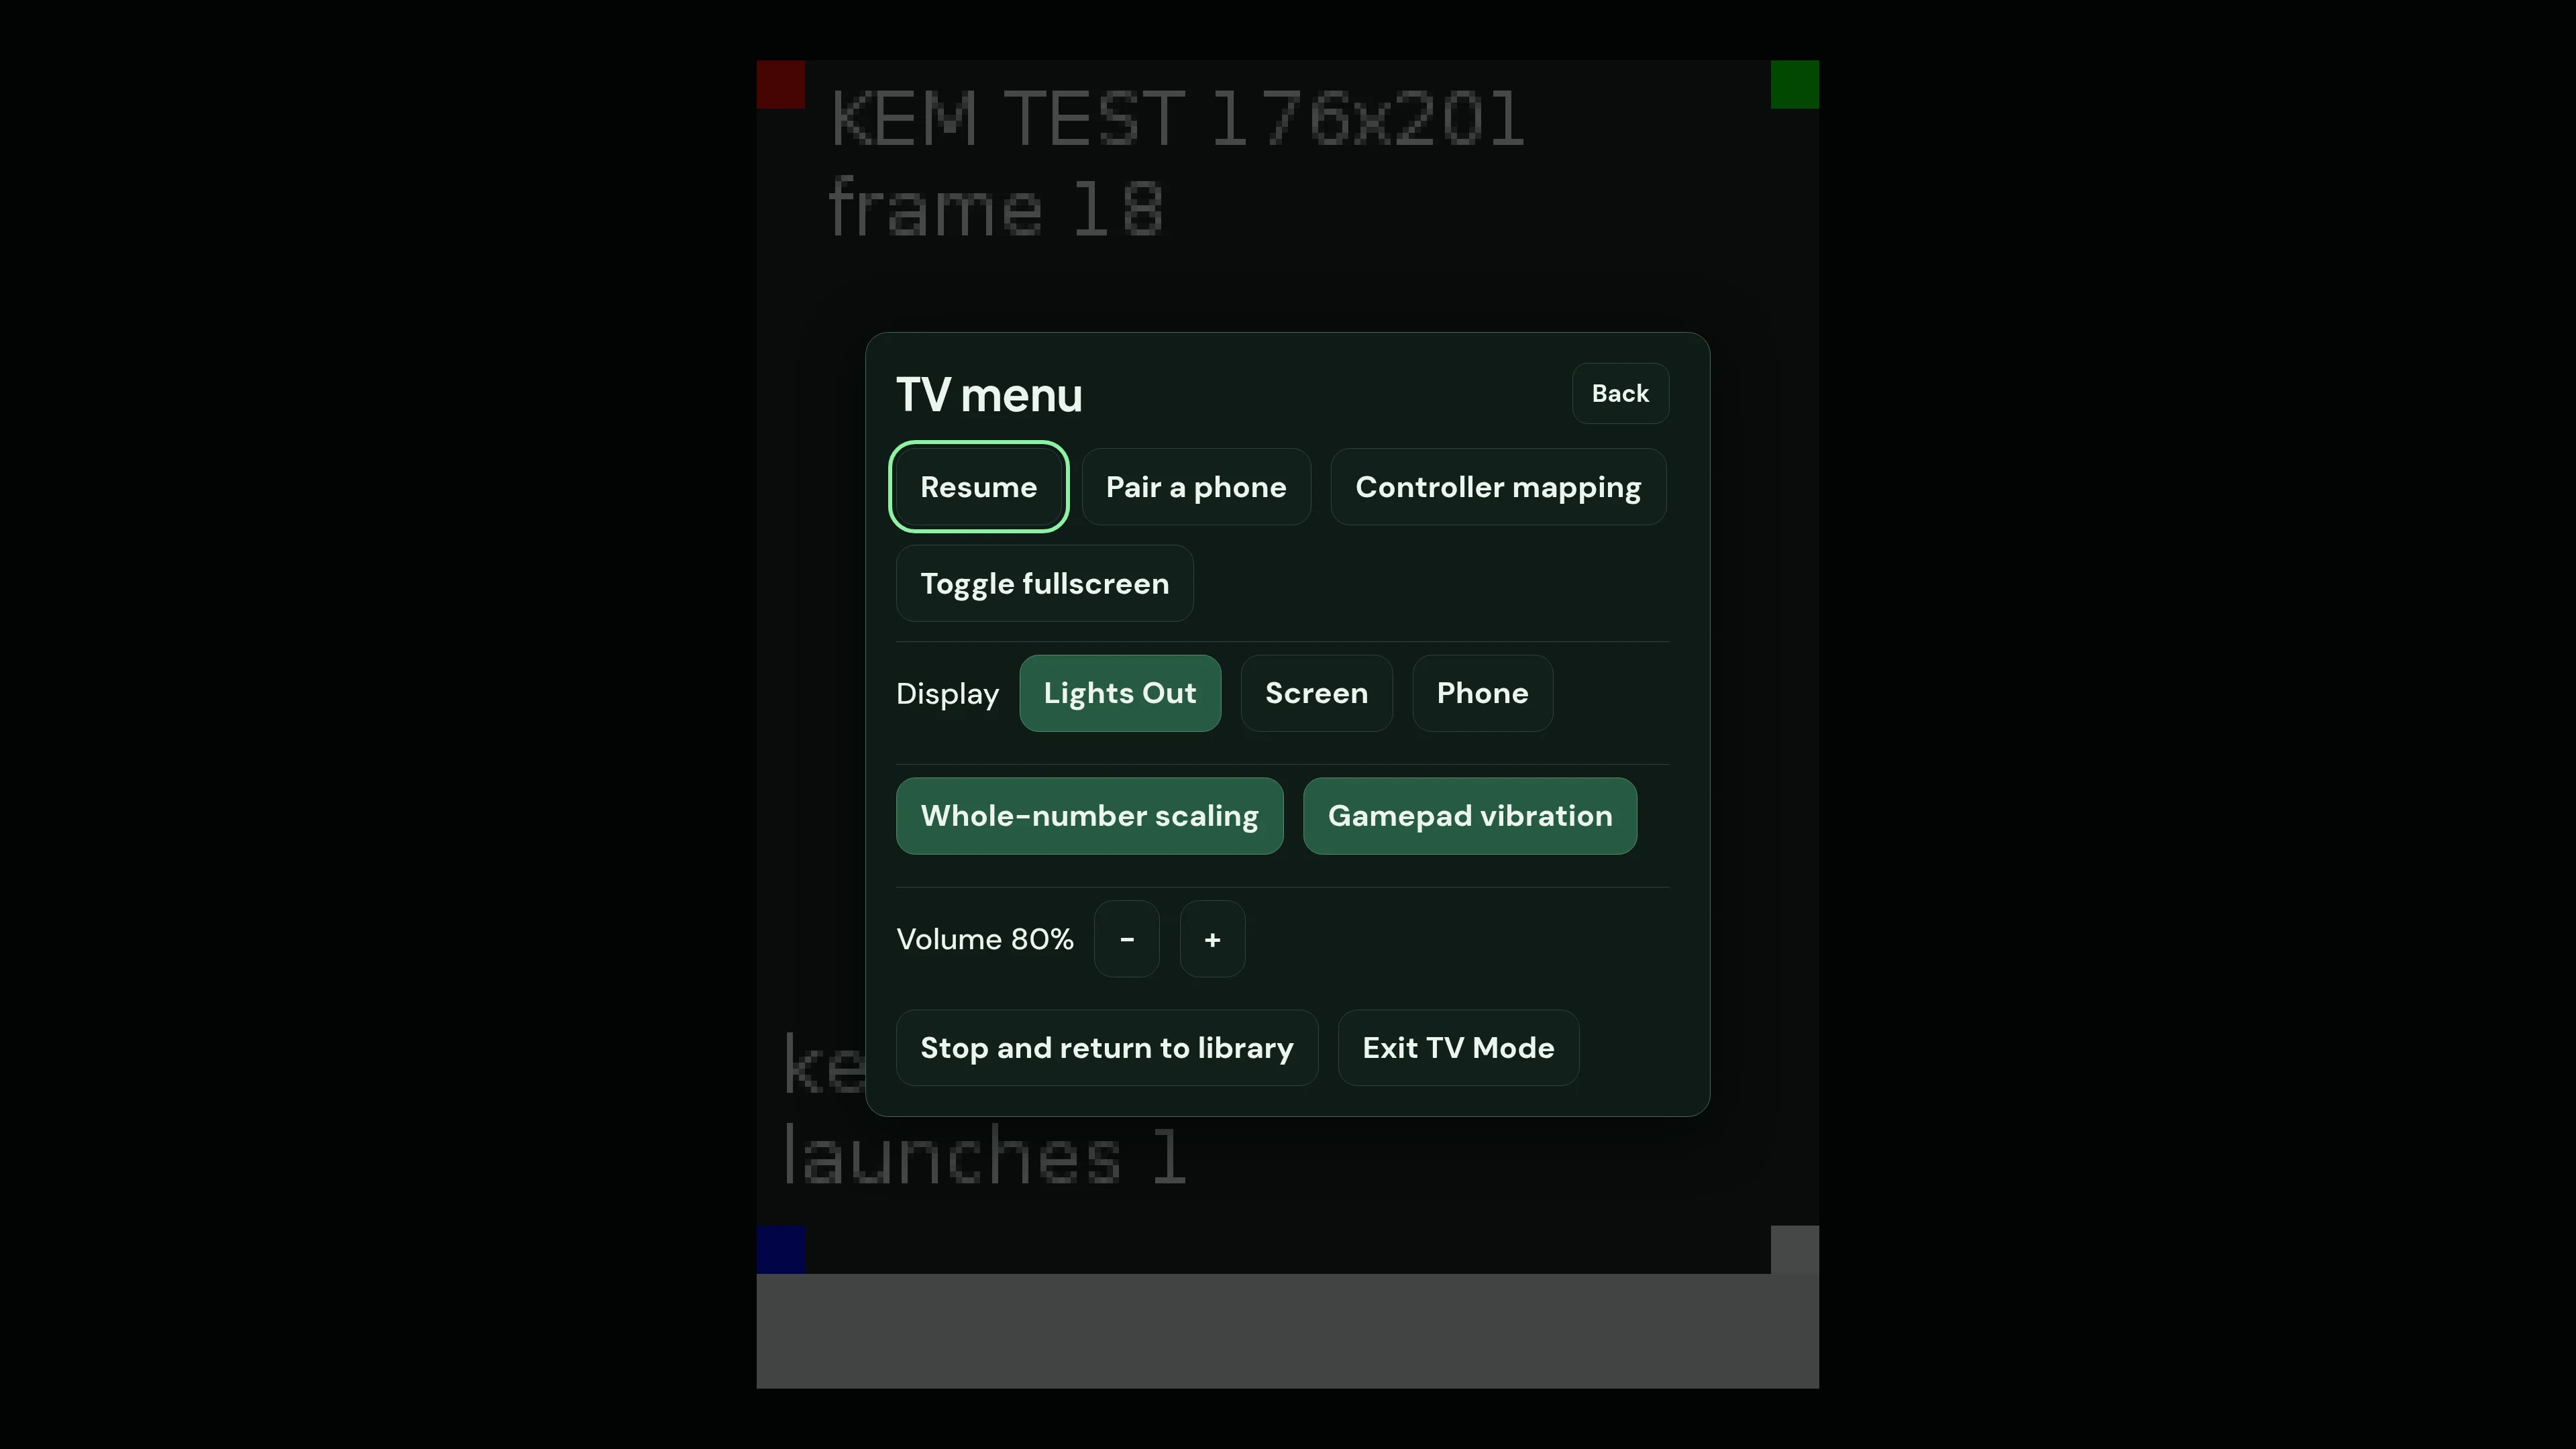 KEM TEST 176x201
frame 18
TV menu
Back
Resume
Pair a phone
Controller mapping
Toggle fullscreen
Display
Lights Out
Screen
Phone
Whole-number scaling
Gamepad vibration
Volume 80%
-
+
Stop and return to library
Exit TV Mode
ke
launches 1